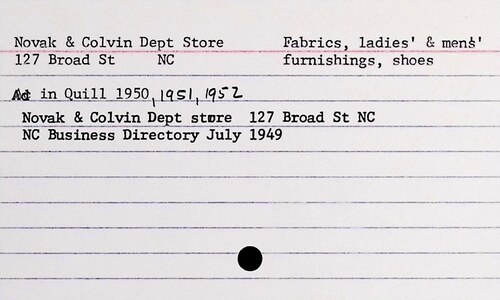 Novak & Colvin Dept Store Fabrics, ladies' & mens'
127 Broad St NC furnishings, shoes
Ad in Quill 1950, 1951, 1952
Novak & Colvin Dept store 127 Broad St NC
NC Business Directory July 1949